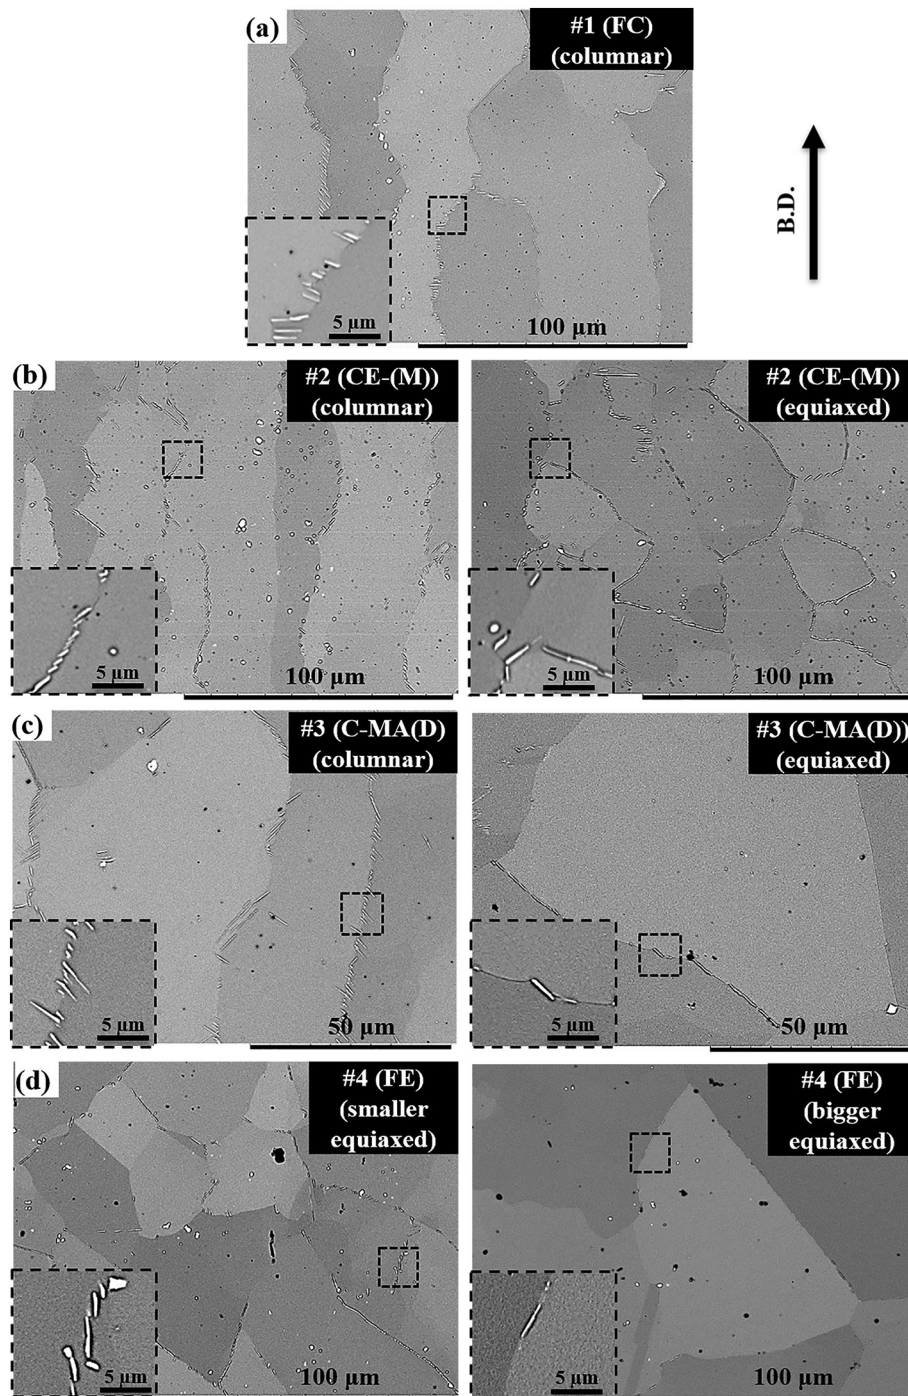 (a)
#1 (FC)
(columnar)
B.D.
5 µm
100 µm
(b)
#2 (CE-(M))
(columnar)
5 µm
100 µm
#2 (CE-(M))
(equiaxed)
5 µm
100 µm
(c)
#3 (C-MA(D)
(columnar)
5 µm
50 µm
#3 (C-MA(D))
(equiaxed)
5 µm
50 µm
(d)
#4 (FE)
(smaller
equiaxed)
5 µm
100 µm
#4 (FE)
(bigger
equiaxed)
5 µm
100 µm